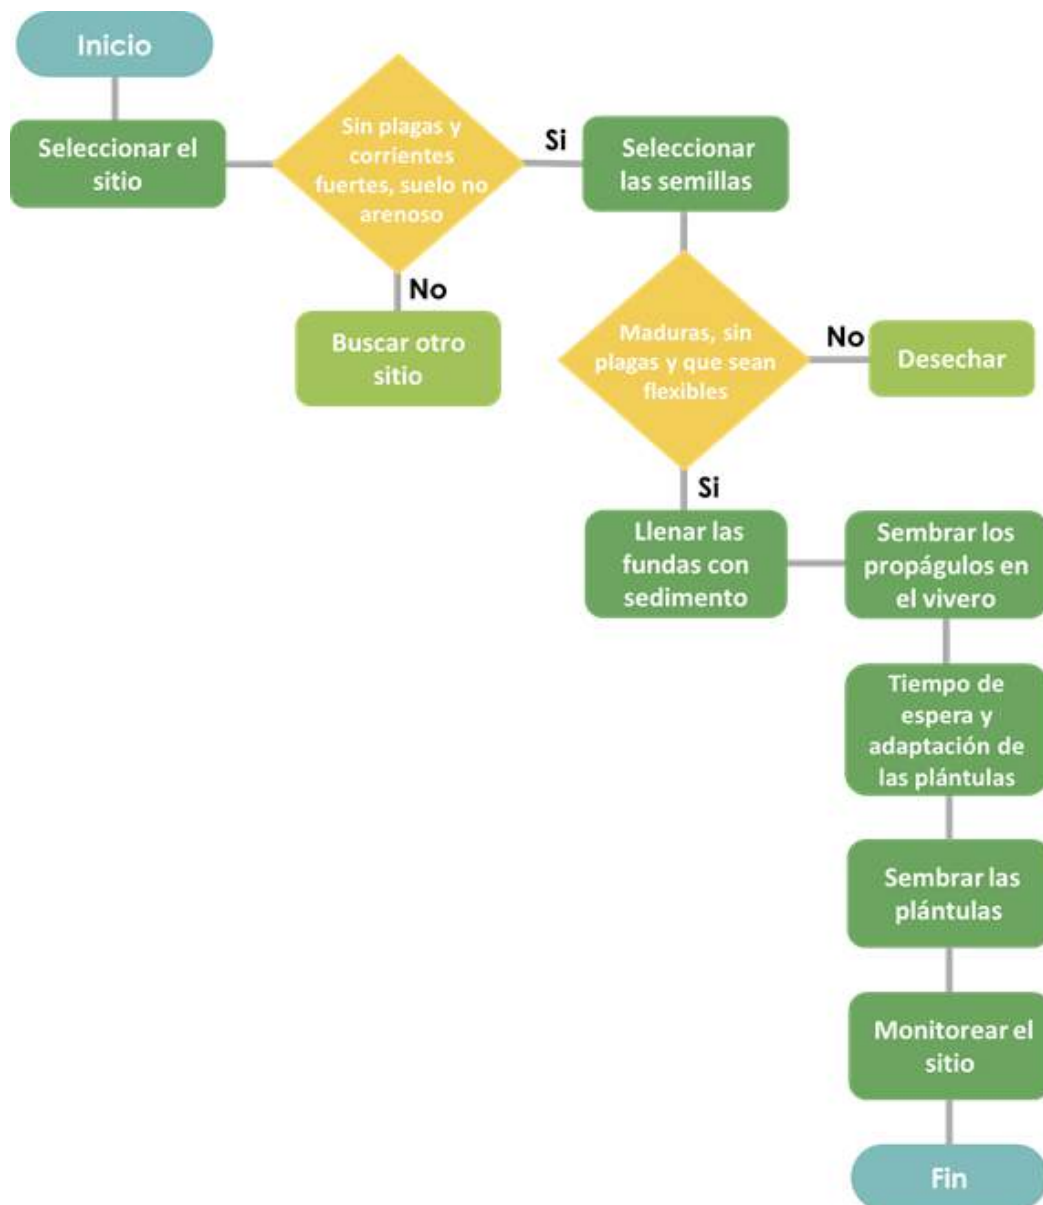 Inicio
Seleccionar el
sitio
Sin plagas y
corrientes
fuertes, suelo no
arenoso
Si
Seleccionar
las semillas
No
Buscar otro
sitio
Maduras, sin
plagas y que sean
flexibles
No
Desechar
Si
Llenar las
fundas con
sedimento
Sembrar los
propágulos en
el vivero
Tiempo de
espera y
adaptación de
las plántulas
Sembrar las
plántulas
Monitorear el
sitio
Fin